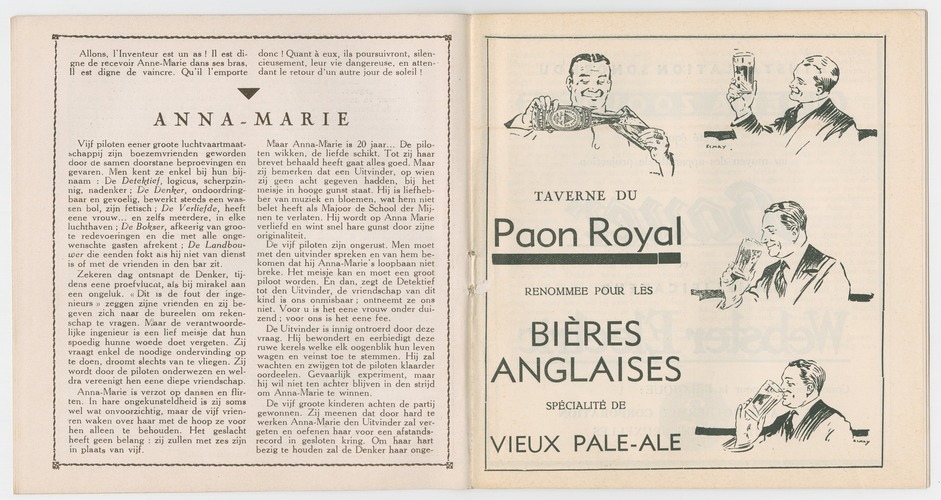 Allons, l'Inventeur est un as ! Il est di-
gne de recevoir Anne-Marie dans ses bras.
Il est digne de vaincre. Qu'il l'emporte
donc ! Quant à eux, ils poursuivront, silen-
cieusement, leur vie dangereuse, en atten-
dant le retour d'un autre jour de soleil !
ANNA-MARIE
Vijf piloten eener groote luchtvaartmaat-
schappij zijn boezemvrienden geworden
door de samen doorstane beproevingen en
gevaren. Men kent ze enkel bij hun bij-
naam : De Detektief, logicus, scherpzin-
nig, nadenker ; De Denker, ondoordring-
baar en gevoelig, bewerkt steeds een was-
sen bol, zijn fetisch ; De Verliefde, heeft
eene vrouw... en zelfs meerdere, in elke
luchthaven ; De Bokser, afkeerig van groo-
te redevoeringen en die met alle onge-
wenschte gasten afrekent ; De Landbou-
wer die eenden fokt als hij niet van dienst
is of met de vrienden in den bar zit.
Zekeren dag ontsnapt de Denker, tij-
dens eene proefvlucht, als bij mirakel aan
een ongeluk. « Dit is de fout der inge-
nieurs » zeggen zijne vrienden en zij be-
geven zich naar de bureelen om reken-
schap te vragen. Maar de verantwoorde-
lijke ingenieur is een lief meisje dat hun
spoedig hunne woede doet vergeten. Zij
vraagt enkel de noodige ondervinding op
te doen, droomt slechts van te vliegen. Zij
wordt door de piloten onderwezen en wel-
dra vereenigt hen eene diepe vriendschap.
Anna-Marie is verzot op dansen en flir-
ten. In hare ongekunsteldheid is zij soms
wel wat onvoorzichtig, maar de vijf vrien-
ren waken over haar met de hoop ze voor
hen alleen te behouden. Het geslacht
heeft geen belang : zij zullen met zes zijn
in plaats van vijf.
Maar Anna-Marie is 20 jaar... De pilo-
ten wikken, de liefde schikt. Tot zij haar
brevet behaald heeft gaat alles goed. Maar
zij bemerken dat een Uitvinder, op wien
zij geen acht gegeven hadden, bij het
meisje in hooge gunst staat. Hij is liefheb-
ber van muziek en bloemen, wat hem niet
belet heeft als Majoor de School der Mij-
nen te verlaten. Hij wordt op Anna Marie
verliefd en wint snel hare gunst door zijne
originaliteit.
De vijf piloten zijn ongerust. Men moet
met den uitvinder spreken en van hem be-
komen dat hij Anna-Marie's loopbaan niet
breke. Het meisje kan en moet een groot
piloot worden. En dan, zegt de Detektief
tot den Uitvinder, de vriendschap van dit
kind is ons onmisbaar ; ontneemt ze ons
niet. Voor u is het eene vrouw onder dui-
zend ; voor ons is het eene fee.
De Uitvinder is innig ontroerd door deze
vraag. Hij bewondert en eerbiedigt deze
ruwe kerels welke elk oogenblik hun leven
wagen en veinst toe te stemmen. Hij zal
wachten en zwijgen tot de piloten klaarder
oordeelen. Gevaarlijk experiment, maar
hij wil niet ten achter blijven in den strijd
om Anna-Marie te winnen.
De vijf groote kinderen achten de partij
gewonnen. Zij meenen dat door hard te
werken Anna-Marie den Uitvinder zal ver-
geten en oefenen haar voor een afstands-
record in gesloten kring. Om haar hart
bezig te houden zal de Denker haar onge-
TAVERNE DU
Paon Royal
RENOMMEE POUR LES
BIÈRES
ANGLAISES
SPÉCIALITÉ DE
VIEUX PALE-ALE